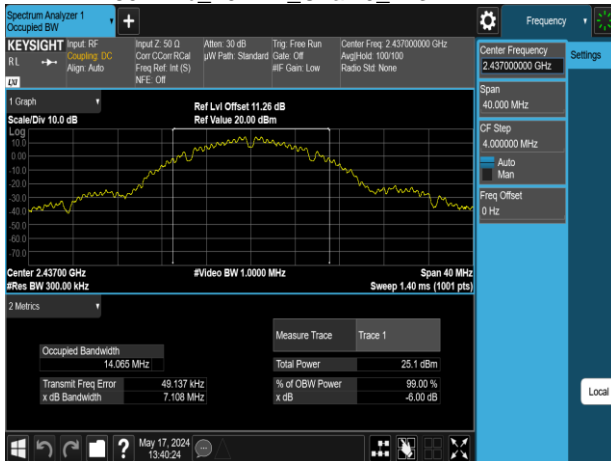 Spectrum Analyzer 1
Occupied BW
+
Frequency
KEYSIGHT
RL
LXI
Input: RF
Coupling: DC
Align: Auto
Input Z: 50 Ω
Corr CCorr RCal
Freq Ref: Int (S)
NFE: Off
Atten: 30 dB
µW Path: Standard
Trig: Free Run
Gate: Off
#IF Gain: Low
Center Freq: 2.437000000 GHz
Avg|Hold: 100/100
Radio Std: None
Center Frequency
2.437000000 GHz
Settings
Span
40.000 MHz
CF Step
4.000000 MHz
Auto
Man
Freq Offset
0 Hz
Local
1 Graph
Scale/Div 10.0 dB
Ref Lvl Offset 11.26 dB
Ref Value 20.00 dBm
Log
10.0
0.00
-10.0
-20.0
-30.0
-40.0
-50.0
-60.0
-70.0
Center 2.43700 GHz
#Res BW 300.00 kHz
#Video BW 1.0000 MHz
Span 40 MHz
Sweep 1.40 ms (1001 pts)
2 Metrics
Measure Trace Trace 1
Occupied Bandwidth
14.065 MHz
Total Power 25.1 dBm
Transmit Freq Error 49.137 kHz
% of OBW Power 99.00 %
x dB Bandwidth 7.108 MHz
x dB -6.00 dB
?
May 17, 2024
13:40:24